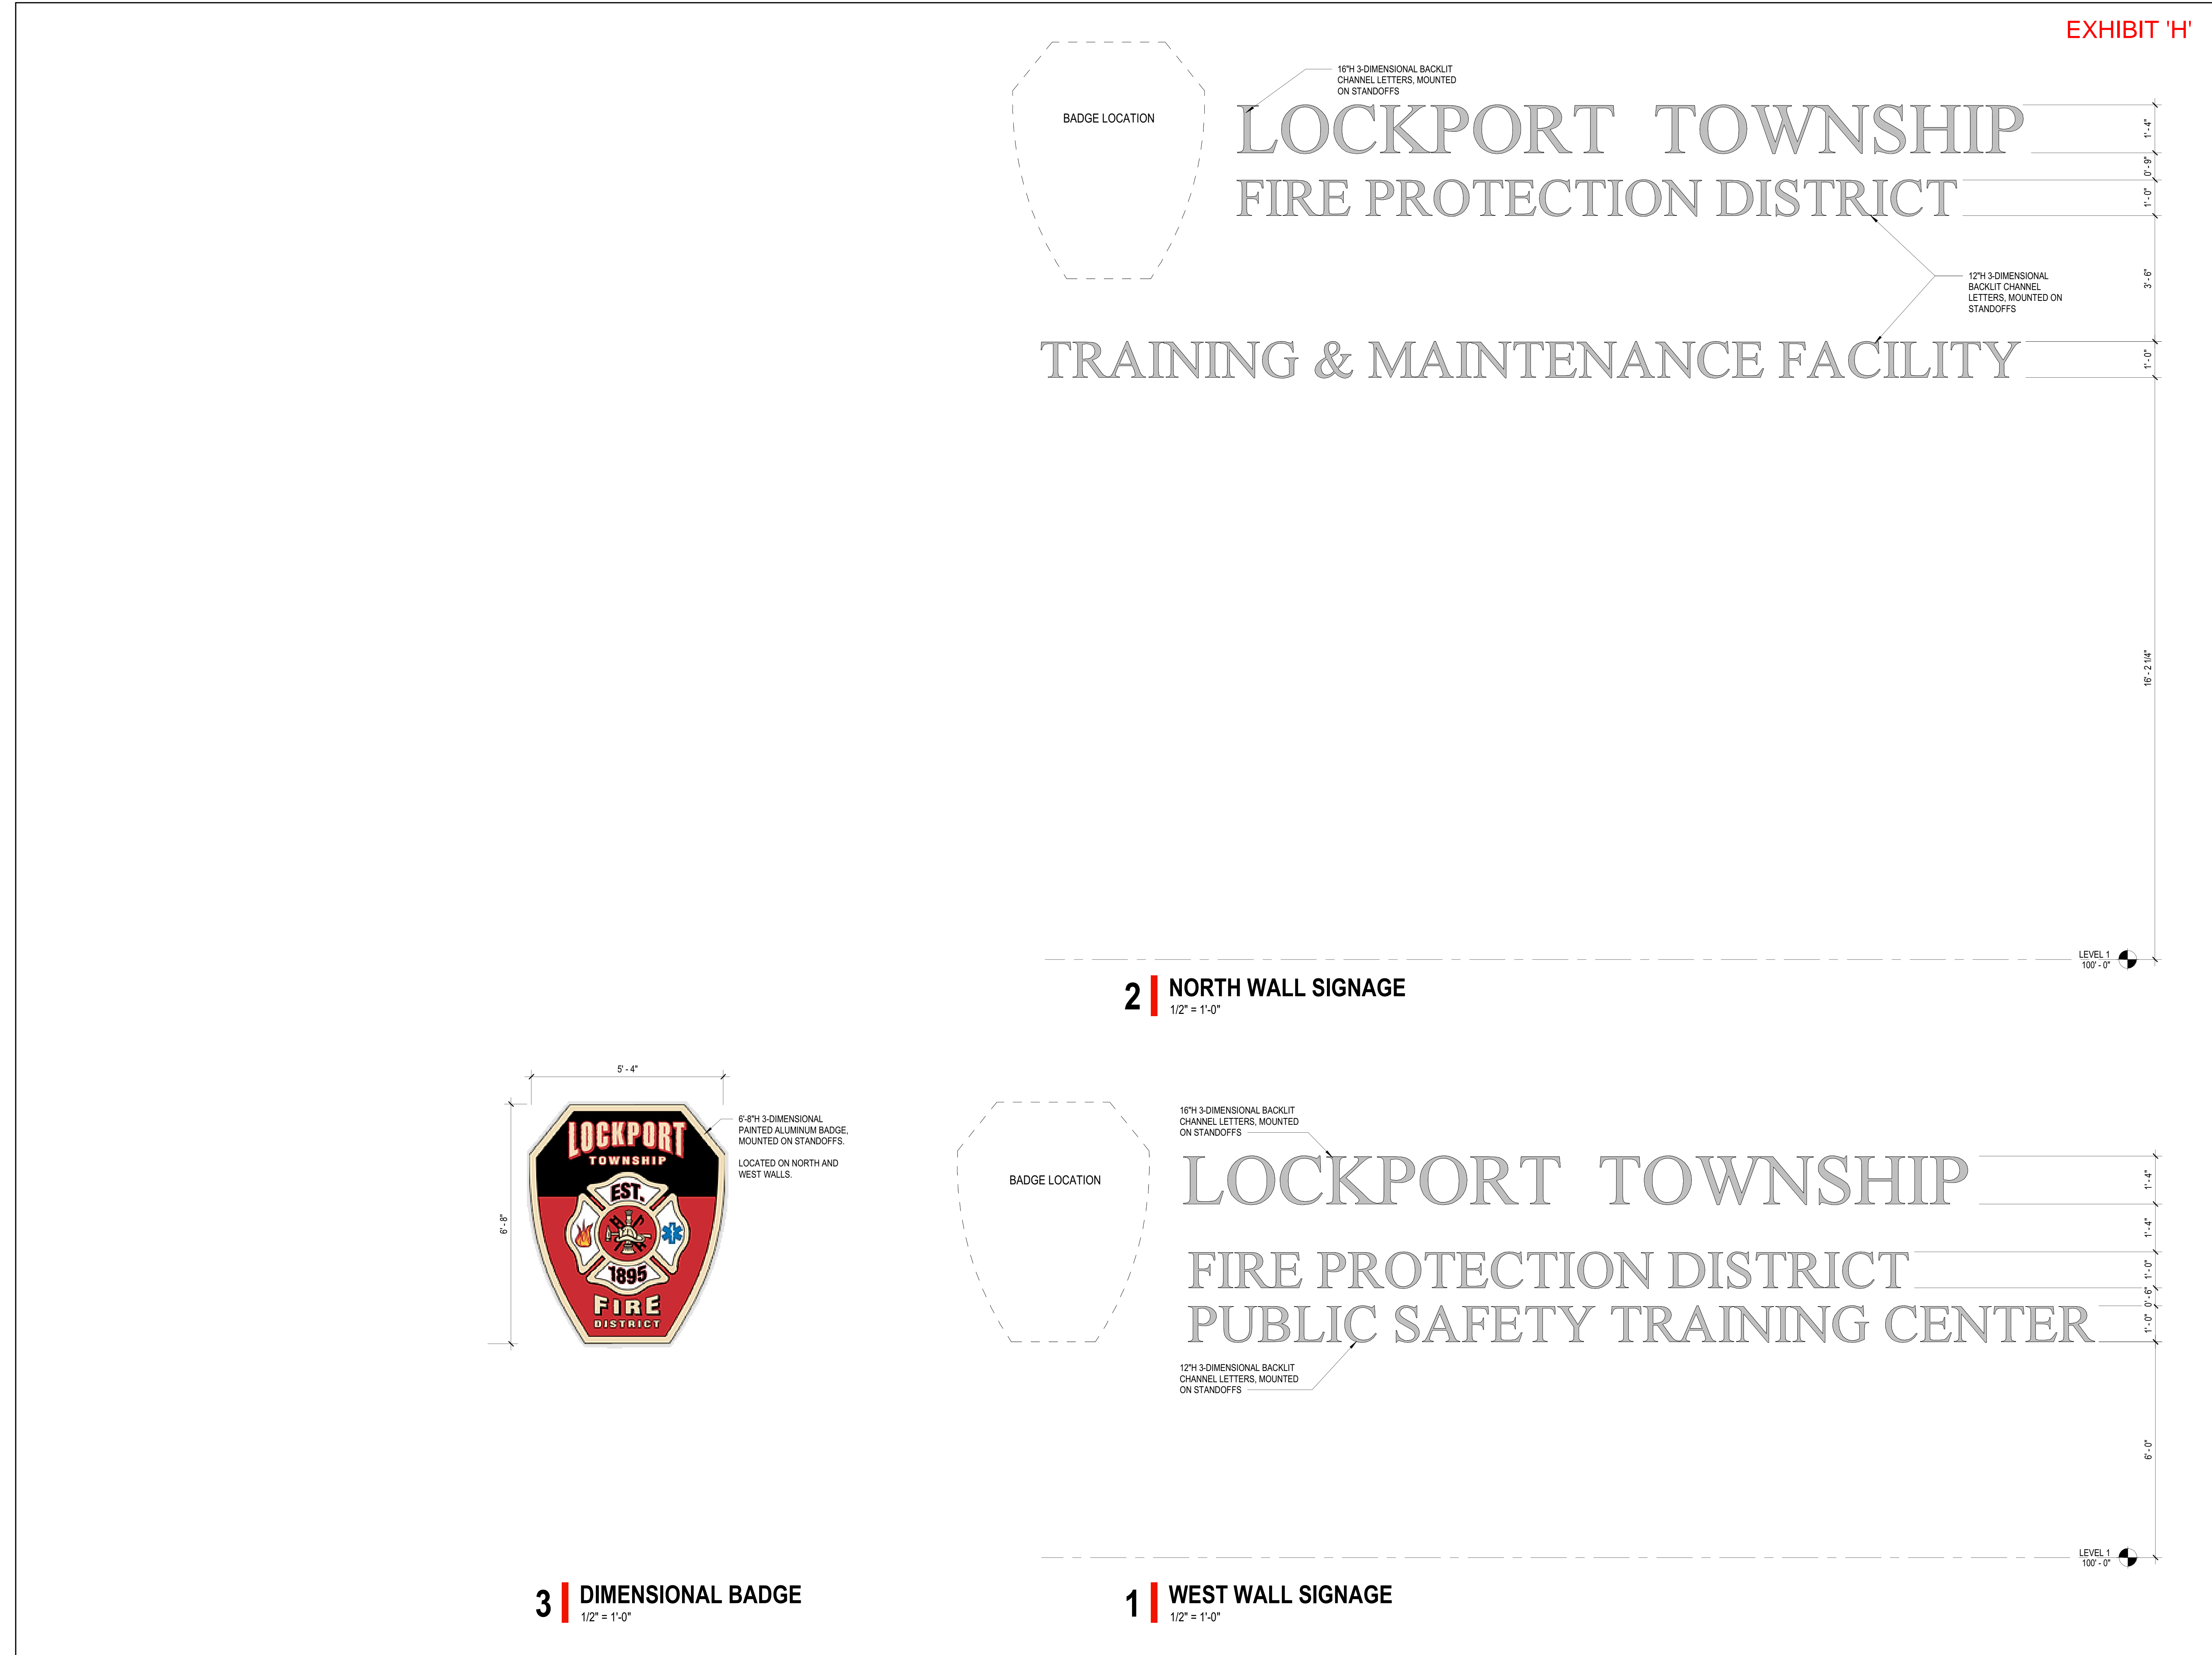 EXHIBIT 'H'
16"H 3-DIMENSIONAL BACKLIT
CHANNEL LETTERS, MOUNTED
ON STANDOFFS
BADGE LOCATION
LOCKPORT TOWNSHIP
FIRE PROTECTION DISTRICT
1' - 4"
0' - 9"
1' - 0"
12"H 3-DIMENSIONAL
BACKLIT CHANNEL
LETTERS, MOUNTED ON
STANDOFFS
3' - 6"
TRAINING & MAINTENANCE FACILITY
1' - 0"
16' - 2 1/4"
LEVEL 1
100' - 0"
2 NORTH WALL SIGNAGE
1/2" = 1'-0"
5' - 4"
6' - 8"
6'-8"H 3-DIMENSIONAL
PAINTED ALUMINUM BADGE,
MOUNTED ON STANDOFFS.
LOCATED ON NORTH AND
WEST WALLS.
LOCKPORT
TOWNSHIP
EST.
1895
FIRE
DISTRICT
3 DIMENSIONAL BADGE
1/2" = 1'-0"
16"H 3-DIMENSIONAL BACKLIT
CHANNEL LETTERS, MOUNTED
ON STANDOFFS
BADGE LOCATION
LOCKPORT TOWNSHIP
FIRE PROTECTION DISTRICT
PUBLIC SAFETY TRAINING CENTER
1' - 4"
1' - 4"
1' - 0"
0' - 6"
1' - 0"
12"H 3-DIMENSIONAL BACKLIT
CHANNEL LETTERS, MOUNTED
ON STANDOFFS
6' - 0"
LEVEL 1
100' - 0"
1 WEST WALL SIGNAGE
1/2" = 1'-0"